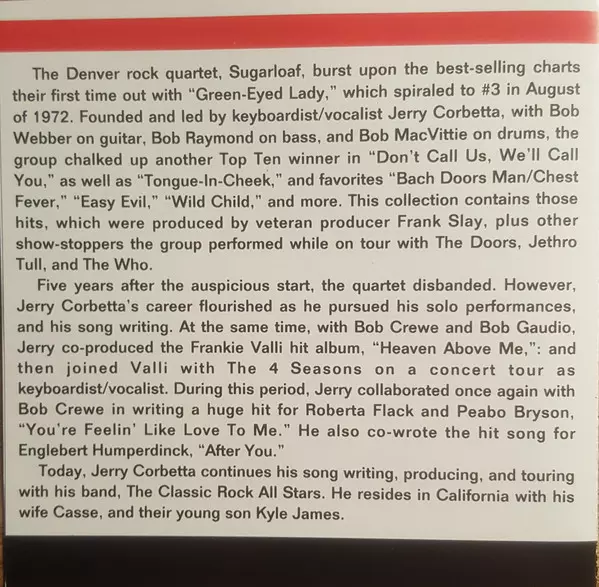 The Denver rock quartet, Sugarloaf, burst upon the best-selling charts
their first time out with “Green-Eyed Lady,” which spiraled to #3 in August
of 1972. Founded and led by keyboardist/vocalist Jerry Corbetta, with Bob
Webber on guitar, Bob Raymond on bass, and Bob MacVittie on drums, the
group chalked up another Top Ten winner in “Don’t Call Us, We’ll Call
You,” as well as “Tongue-In-Cheek,” and favorites “Bach Doors Man/Chest
Fever,” “Easy Evil,” “Wild Child,” and more. This collection contains those
hits, which were produced by veteran producer Frank Slay, plus other
show-stoppers the group performed while on tour with The Doors, Jethro
Tull, and The Who.
Five years after the auspicious start, the quartet disbanded. However,
Jerry Corbetta’s career flourished as he pursued his solo performances,
and his song writing. At the same time, with Bob Crewe and Bob Gaudio,
Jerry co-produced the Frankie Valli hit album, “Heaven Above Me,”: and
then joined Valli with The 4 Seasons on a concert tour as
keyboardist/vocalist. During this period, Jerry collaborated once again with
Bob Crewe in writing a huge hit for Roberta Flack and Peabo Bryson,
“You’re Feelin’ Like Love To Me.” He also co-wrote the hit song for
Englebert Humperdinck, “After You.”
Today, Jerry Corbetta continues his song writing, producing, and touring
with his band, The Classic Rock All Stars. He resides in California with his
wife Casse, and their young son Kyle James.